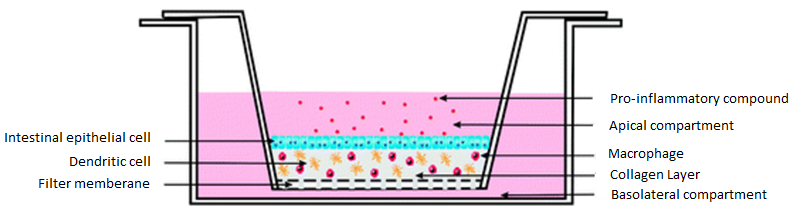 Intestinal epithelial cell
Dendritic cell
Filter memberane
Pro-inflammatory compound
Apical compartment
Macrophage
Collagen Layer
Basolateral compartment